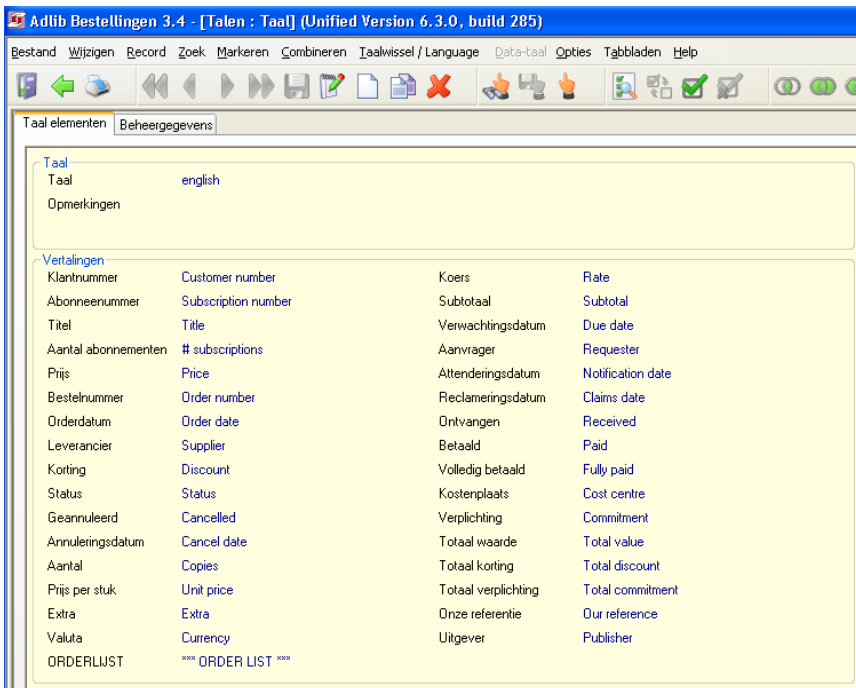 Adlib Bestellingen 3.4 - [Talen : Taal] (Unified Version 6.3.0, build 285)
Bestand Wijzigen Record Zoek Markeren Combineren Taalwissel / Language Data-taal Opties Tabbladen Help
Taal elementen Beheergegevens
Taal
Taal english
Opmerkingen
Vertalingen
Klantnummer Customer number Koers Rate
Abonneenummer Subscription number Subtotaal Subtotal
Titel Title Verwachtingsdatum Due date
Aantal abonnementen # subscriptions Aanvrager Requester
Prijs Price Attenderingsdatum Notification date
Bestelnummer Order number Reclameringsdatum Claims date
Orderdatum Order date Ontvangen Received
Leverancier Supplier Betaald Paid
Korting Discount Volledig betaald Fully paid
Status Status Kostenplaats Cost centre
Geannuleerd Cancelled Verplichting Commitment
Annuleringsdatum Cancel date Totaal waarde Total value
Aantal Copies Totaal korting Total discount
Prijs per stuk Unit price Totaal verplichting Total commitment
Extra Extra Onze referentie Our reference
Valuta Currency Uitgever Publisher
ORDERLIJST *** ORDER LIST ***